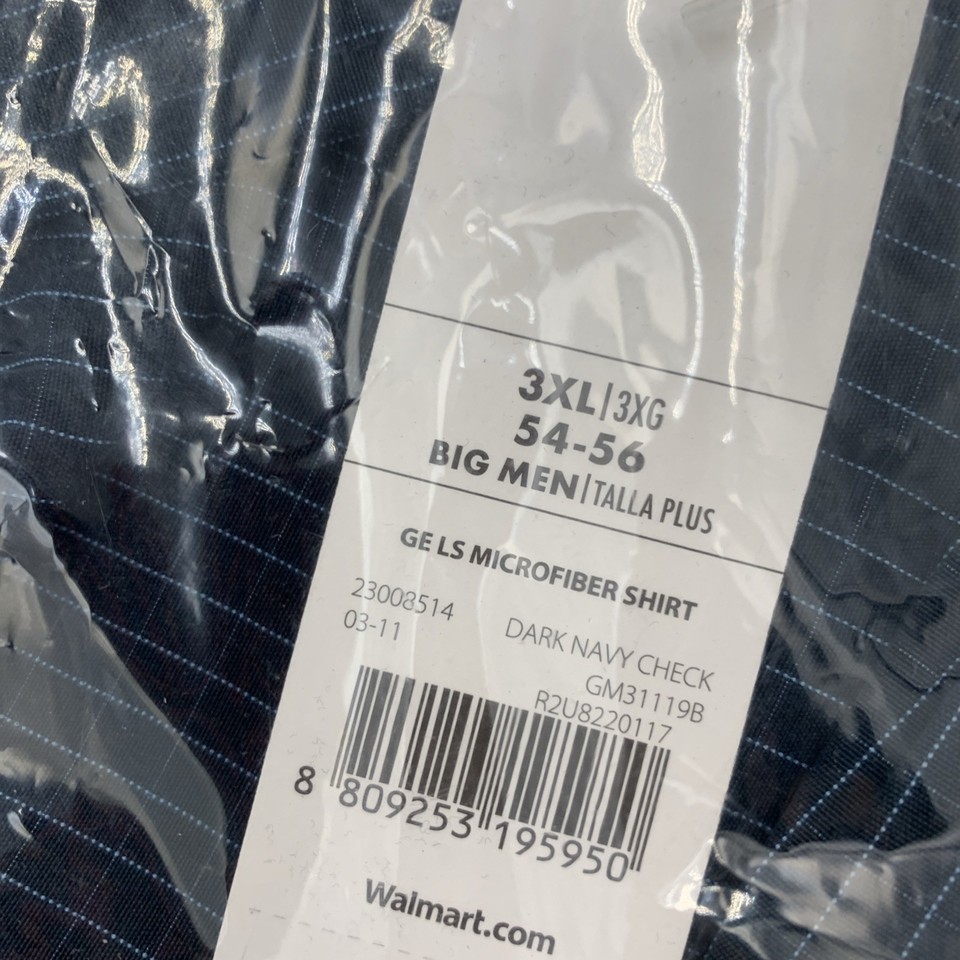 3XL|3XG
54-56
BIG MEN|TALLA PLUS
GE LS MICROFIBER SHIRT
23008514
03-11
DARK NAVY CHECK
GM31119B
R2U8220117
8 809253 195950
Walmart.com